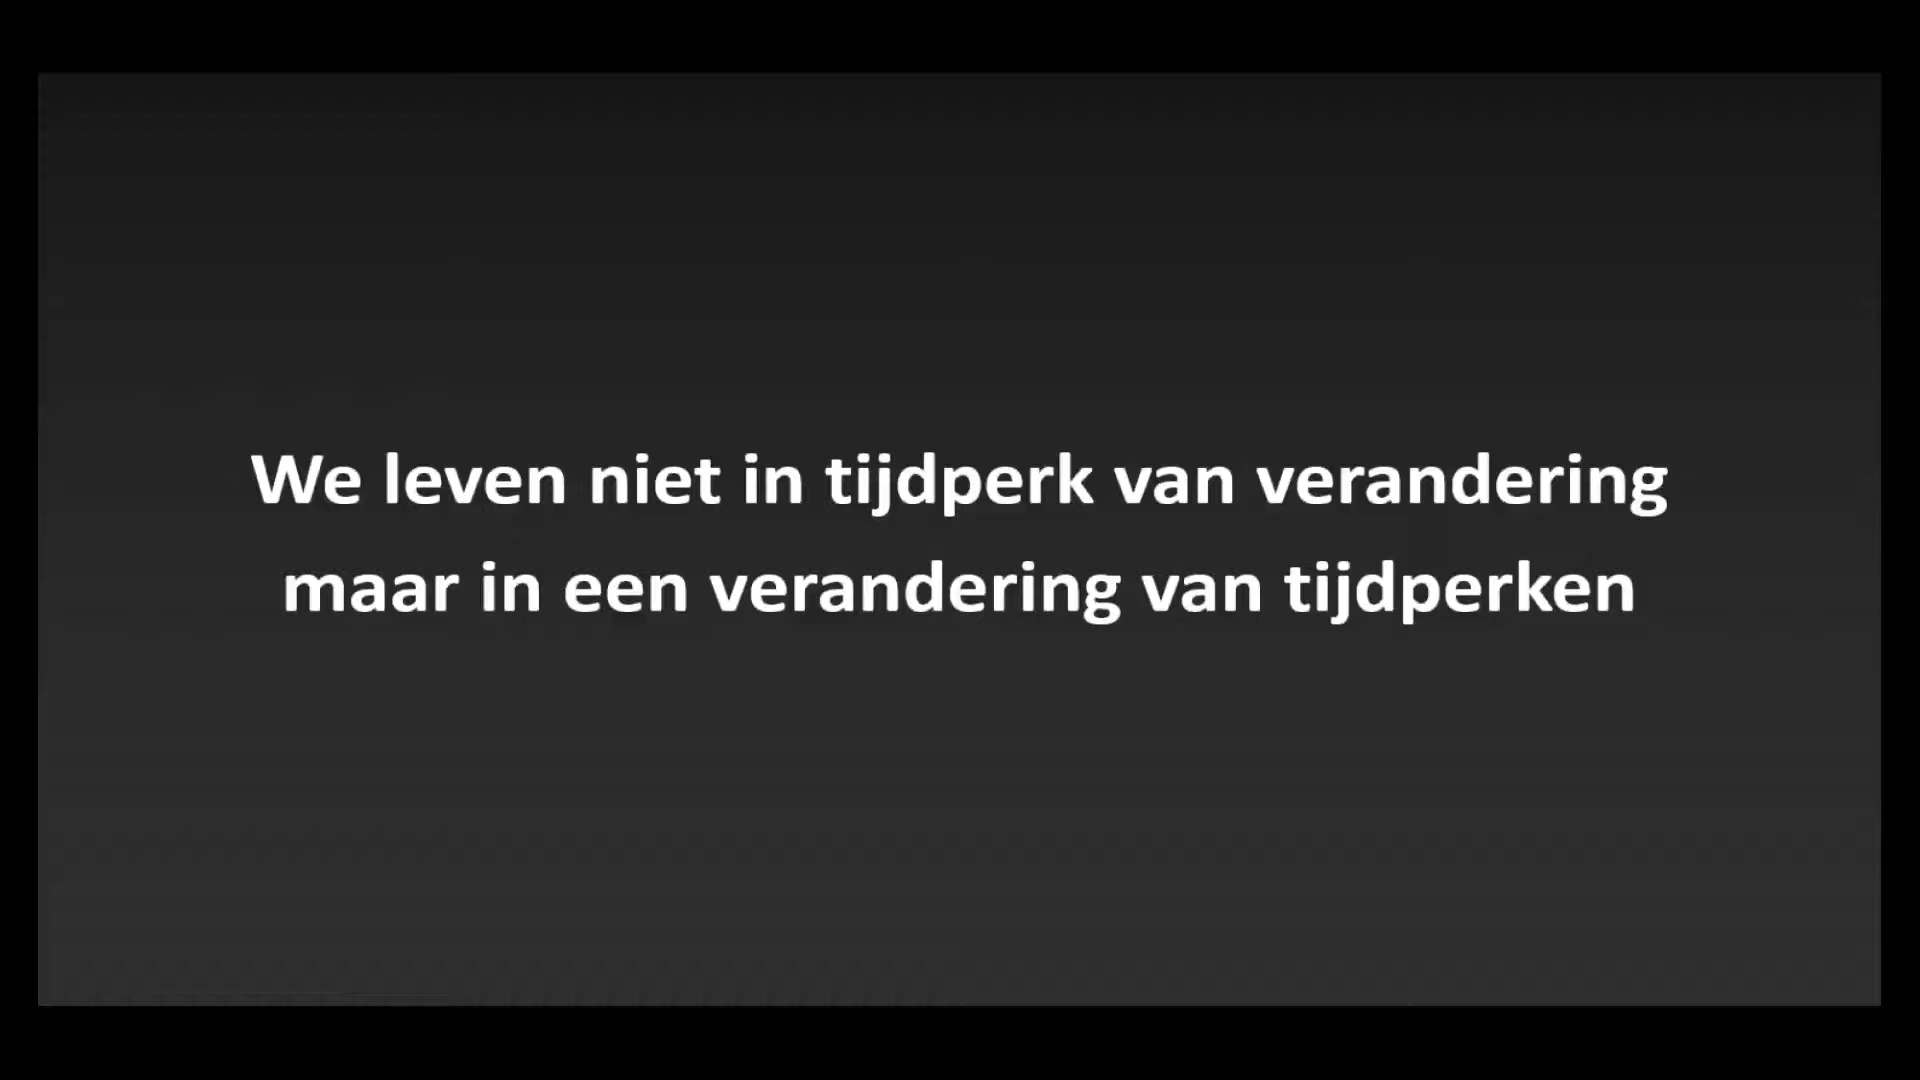 We leven niet in tijdperk van verandering
maar in een verandering van tijdperken